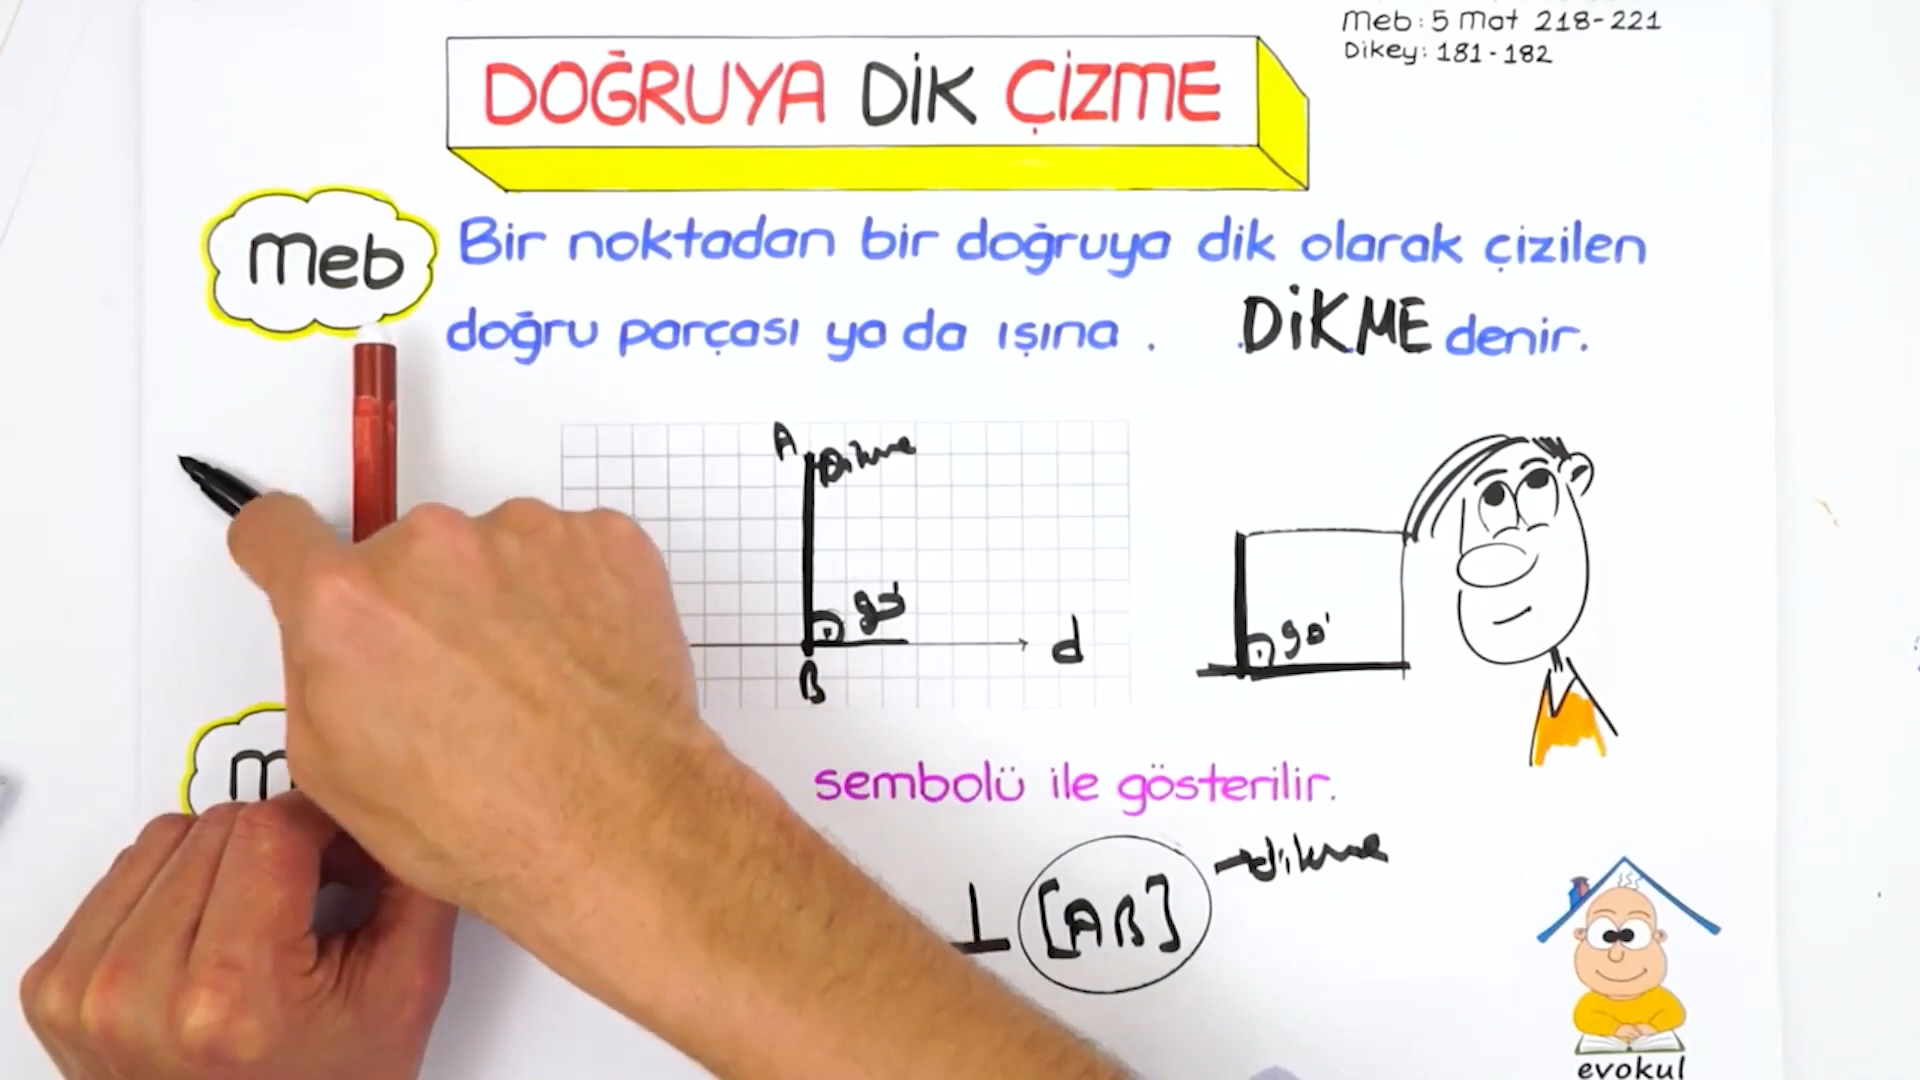 meb: 5 mat 218-221
Dikey: 181-182
DOĞRUYA DİK ÇİZME
meb
Bir noktadan bir doğruya dik olarak çizilen
doğru parçası ya da ışına . DİKME denir.
A
Dikme
90°
d
B
90°
m
sembolü ile gösterilir.
⊥ [AB] → dikme
evokul